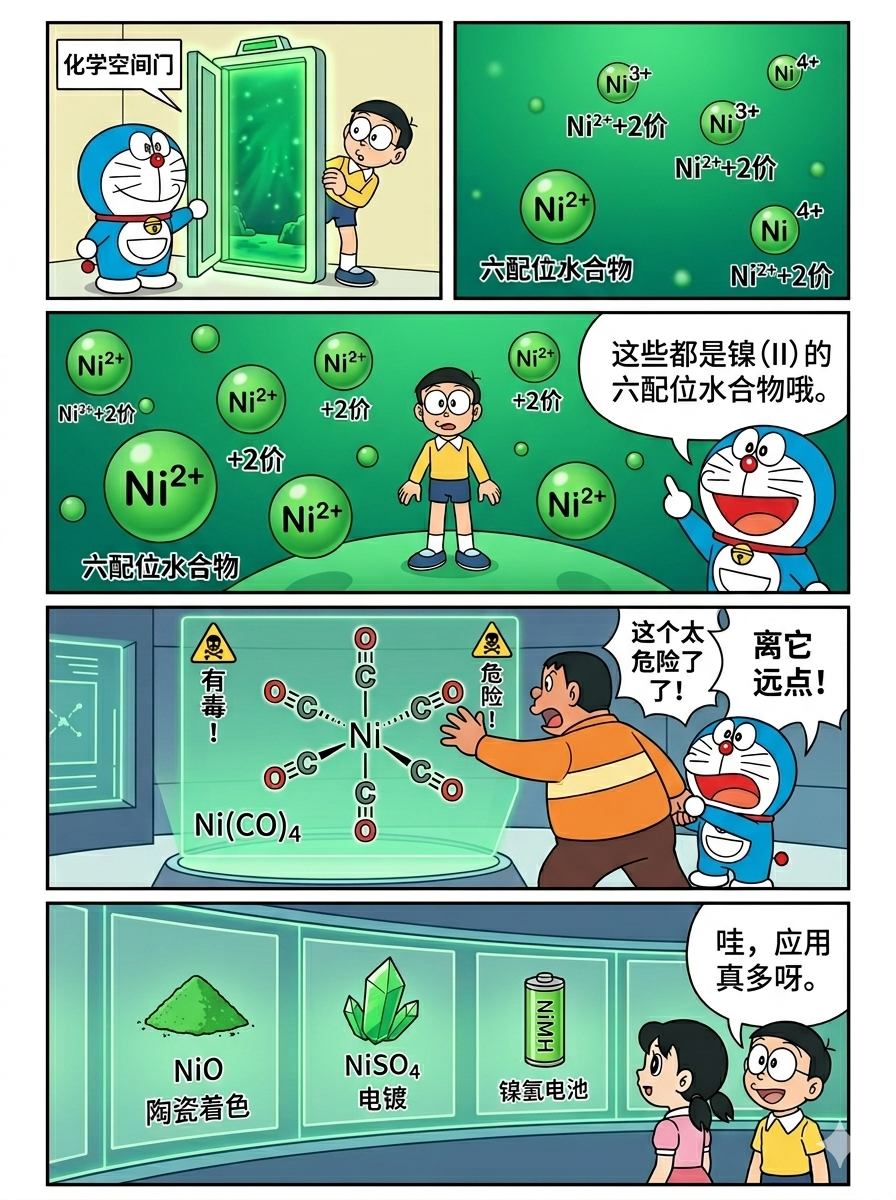 化学空间门
Ni³⁺
Ni²⁺+2价
Ni⁴⁺
Ni³⁺
Ni²⁺+2价
Ni²⁺
六配位水合物
Ni⁴⁺
Ni²⁺+2价
Ni²⁺
Ni³⁺+2价
Ni²⁺
+2价
Ni²⁺
+2价
Ni²⁺
+2价
这些都是镍(II)的
六配位水合物哦。
Ni²⁺
六配位水合物
Ni²⁺
Ni²⁺
有毒!
危险!
O
C
O C
C O
Ni
O C
C O
C
O
Ni(CO)₄
这个太
危险了
了!
离它
远点!
NiO
陶瓷着色
NiSO₄
电镀
NiMH
镍氢电池
哇，应用
真多呀。